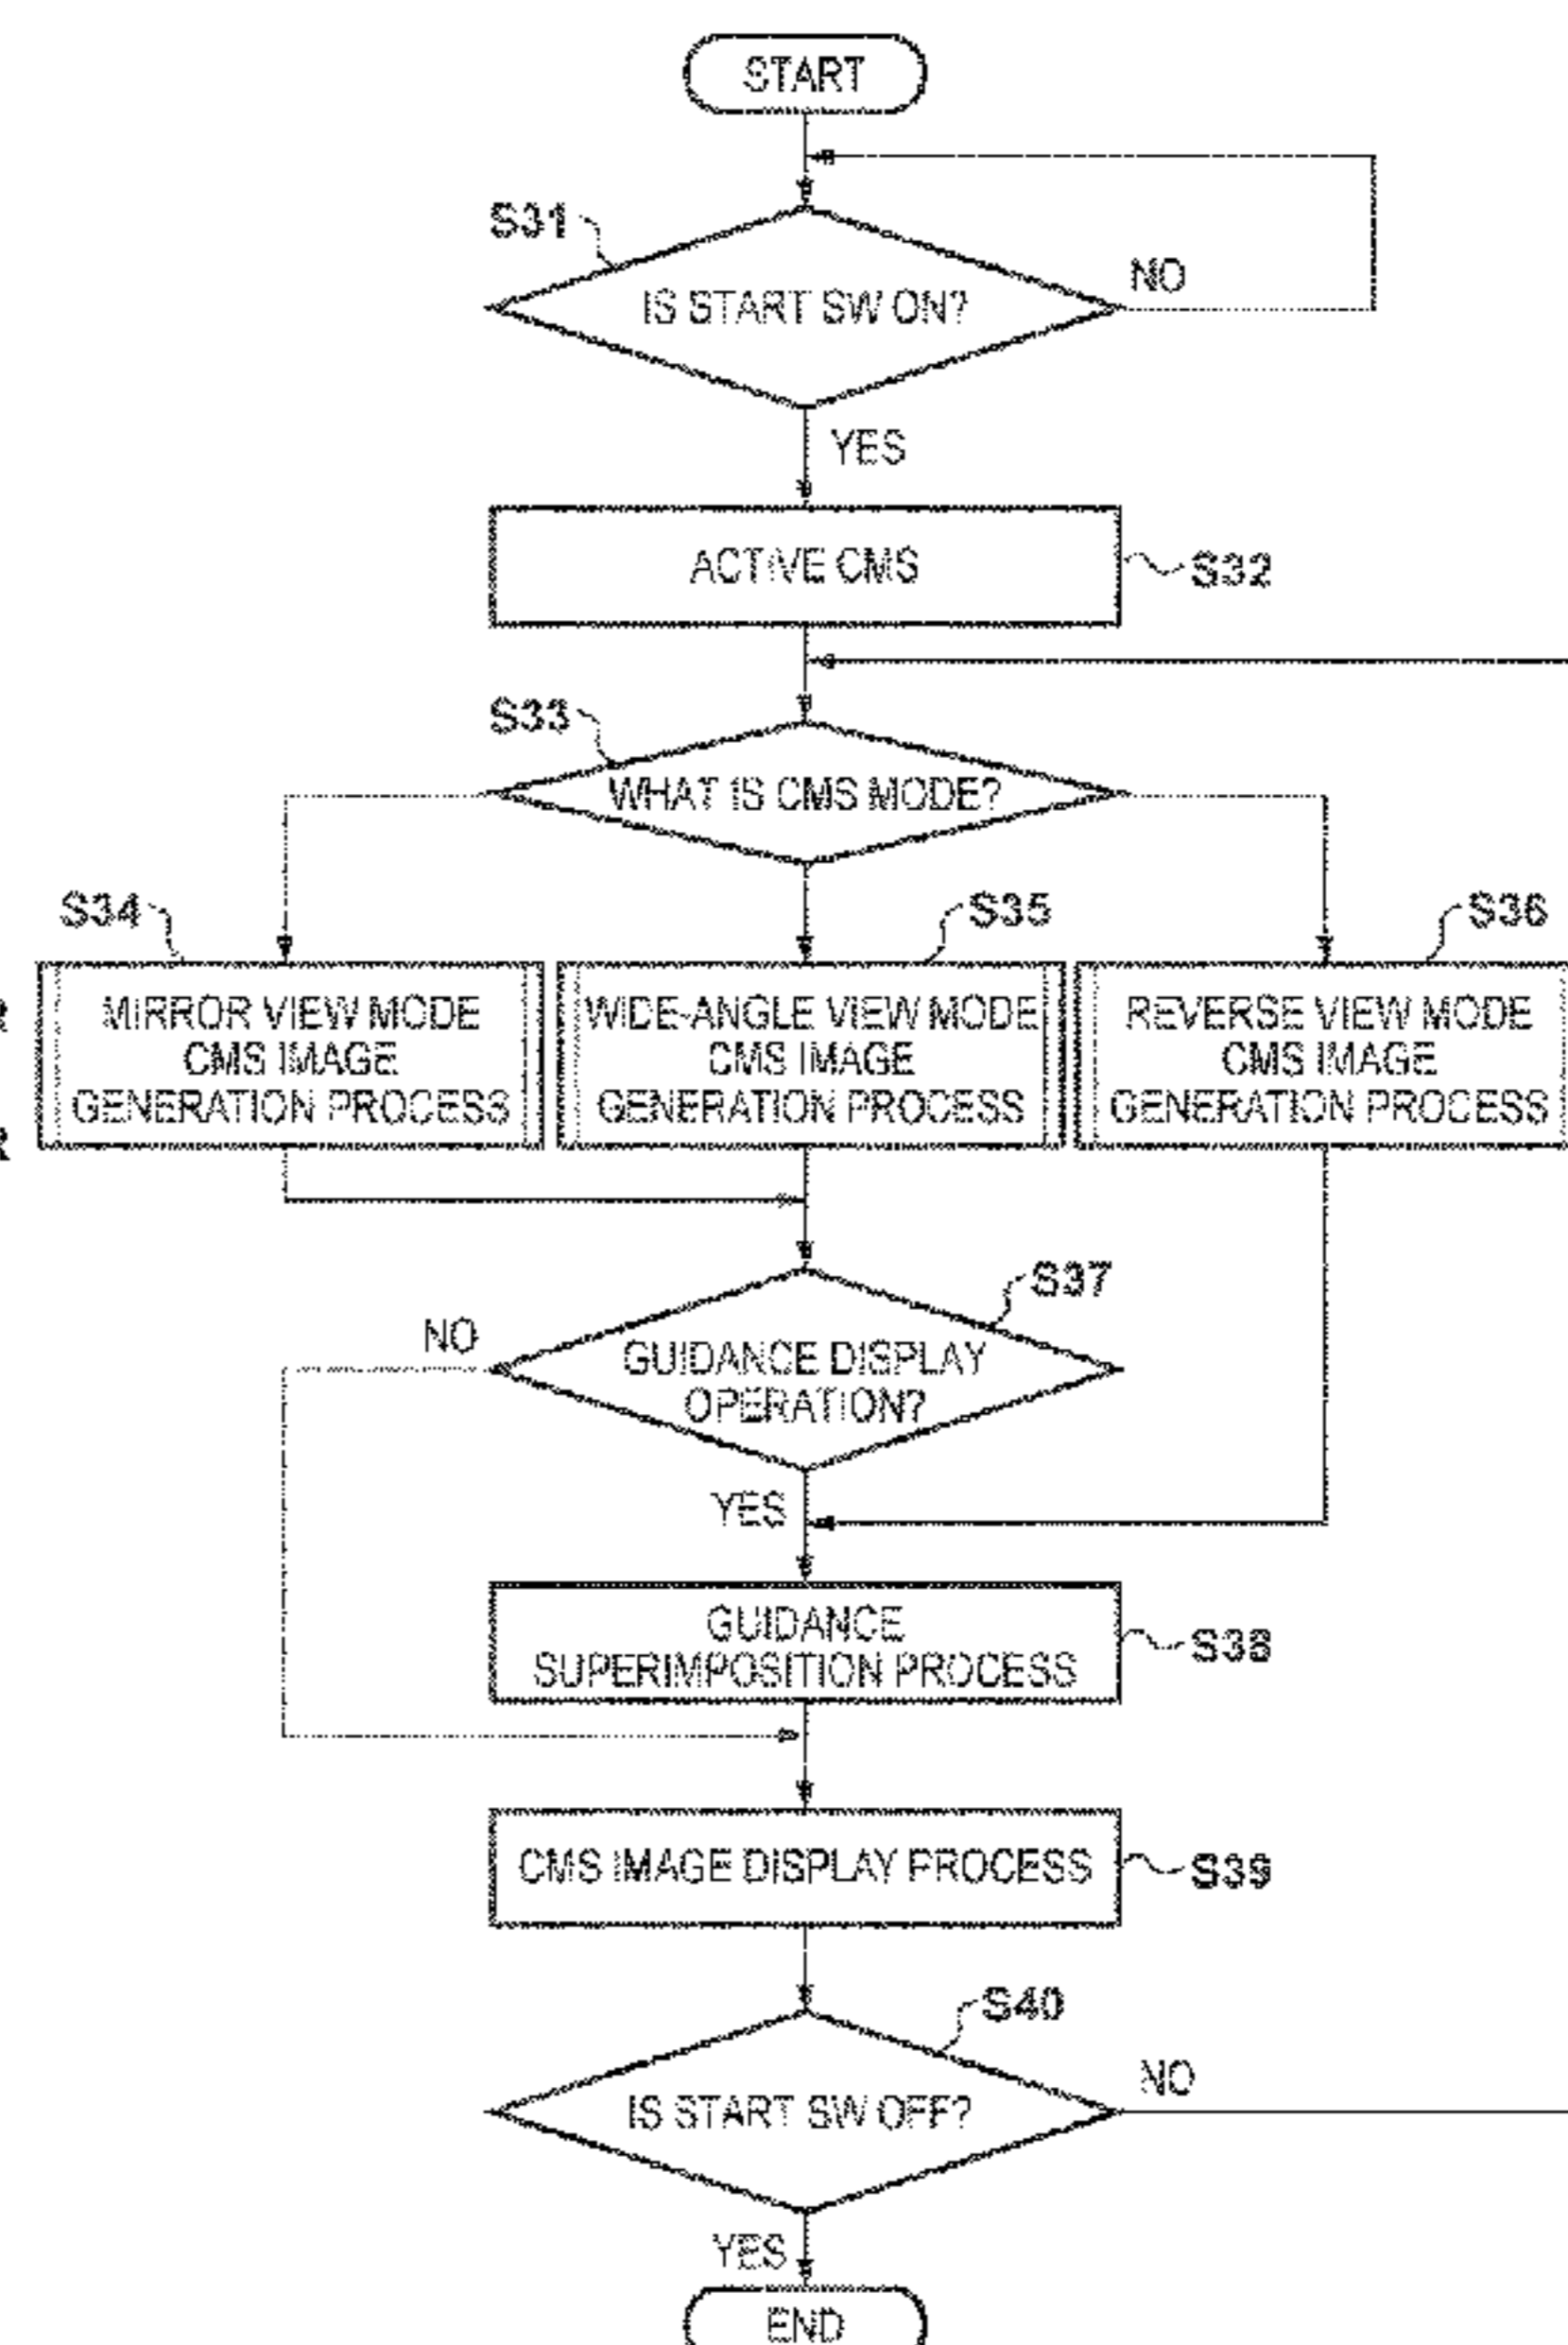 START
S31
IS START SW ON?
NO
YES
ACTIVE CMS
S32
S33
WHAT IS CMS MODE?
S34
S35
S36
MIRROR VIEW MODE
CMS IMAGE
GENERATION PROCESS
WIDE-ANGLE VIEW MODE
CMS IMAGE
GENERATION PROCESS
REVERSE VIEW MODE
CMS IMAGE
GENERATION PROCESS
S37
NO
GUIDANCE DISPLAY
OPERATION?
YES
GUIDANCE
SUPERIMPOSITION PROCESS
S38
CMS IMAGE DISPLAY PROCESS
S39
S40
IS START SW OFF?
NO
YES
END